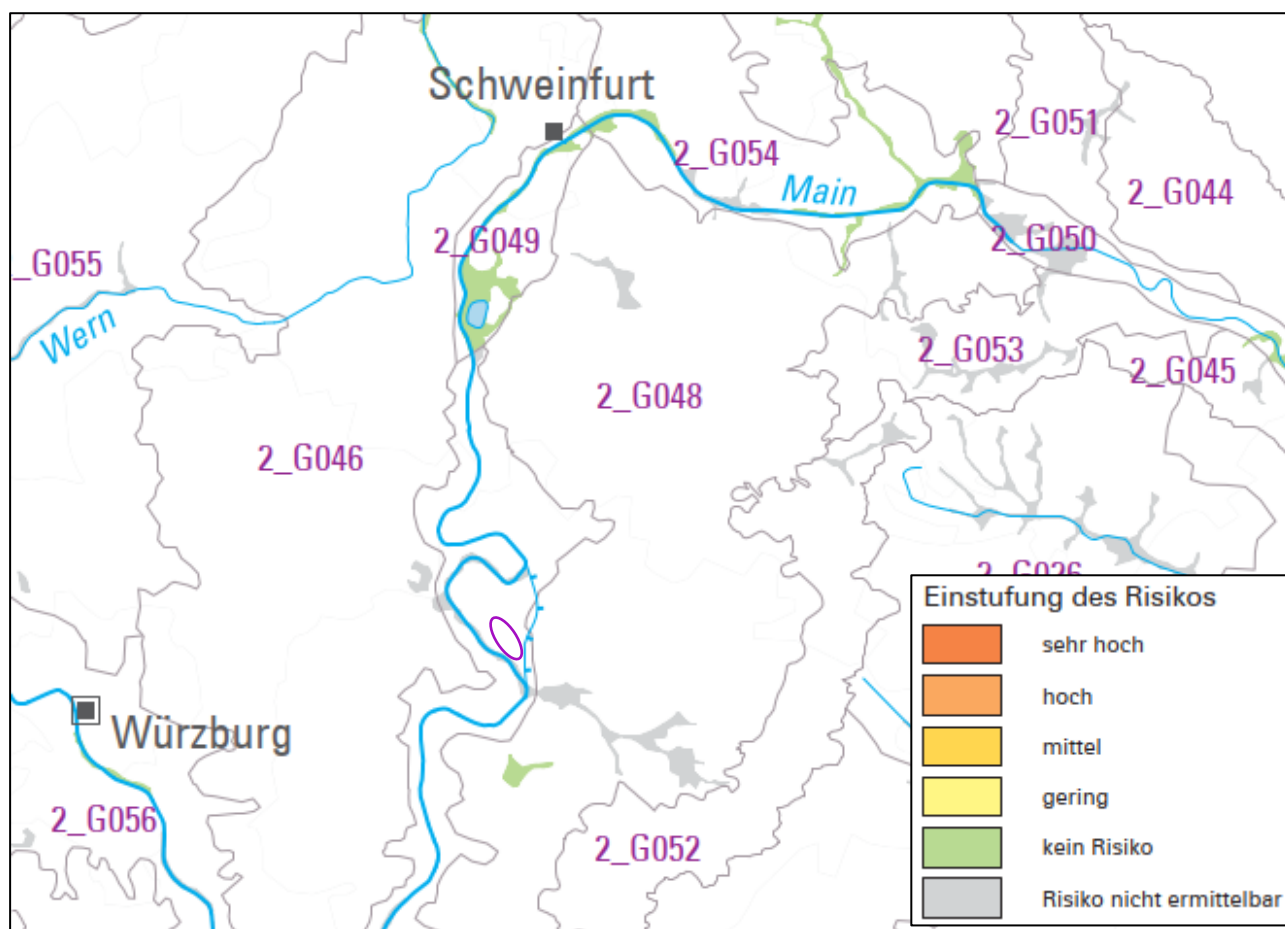 Schweinfurt
2_G051
2_G054
Main
2_G044
2_G049
2_G050
_G055
Wern
2_G053
2_G045
2_G048
2_G046
2_G026
Würzburg
2_G056
2_G052
Einstufung des Risikos
sehr hoch
hoch
mittel
gering
kein Risiko
Risiko nicht ermittelbar